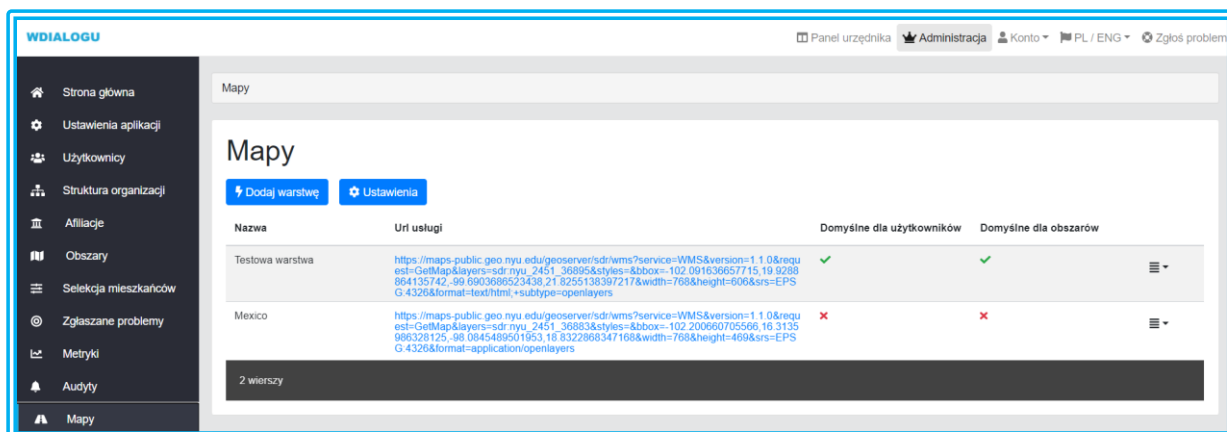 WDIALOGU
Panel urzędnika
Administracja
Konto
PL / ENG
Zgłoś problem
Strona główna
Ustawienia aplikacji
Użytkownicy
Struktura organizacji
Afiliacje
Obszary
Selekcja mieszkańców
Zgłaszane problemy
Metryki
Audyty
Mapy
Mapy
Mapy
Dodaj warstwę
Ustawienia
Nazwa
Url usługi
Domyślne dla użytkowników
Domyślne dla obszarów
Testowa warstwa
https://maps-public.geo.nyu.edu/geoserver/sdr/wms?service=WMS&version=1.1.0&requ
est=GetMap&layers=sdr:nyu_2451_36895&styles=&bbox=-102.091636657715,19.9288
864135742,-99.6903686523438,21.8255138397217&width=768&height=606&srs=EPS
G:4326&format=text/html;+subtype=openlayers
Mexico
https://maps-public.geo.nyu.edu/geoserver/sdr/wms?service=WMS&version=1.1.0&requ
est=GetMap&layers=sdr:nyu_2451_36883&styles=&bbox=-102.200660705566,16.3135
986328125,-98.0845489501953,18.8322868347168&width=768&height=469&srs=EPS
G:4326&format=application/openlayers
2 wierszy